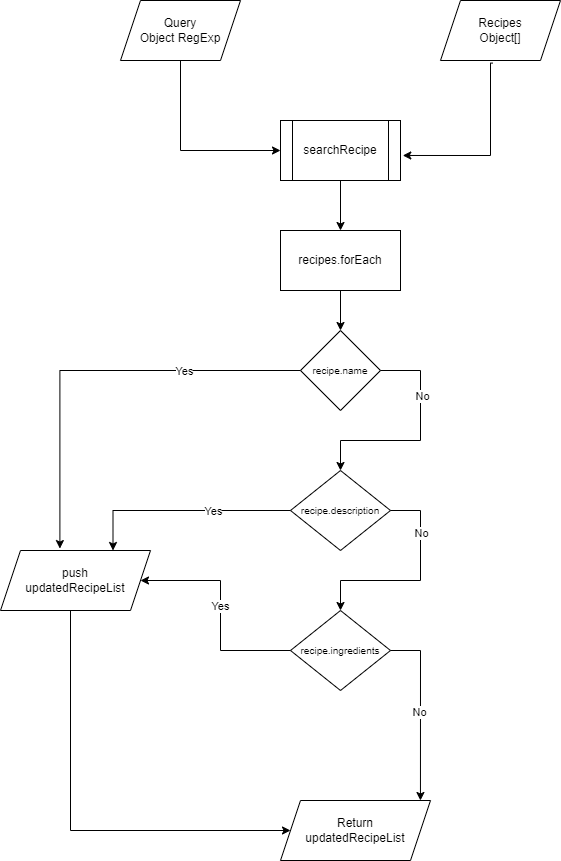 Query
Object RegExp
Recipes
Object[]
searchRecipe
recipes.forEach
recipe.name
Yes
No
recipe.description
Yes
No
push
updatedRecipeList
Yes
recipe.ingredients
No
Return
updatedRecipeList